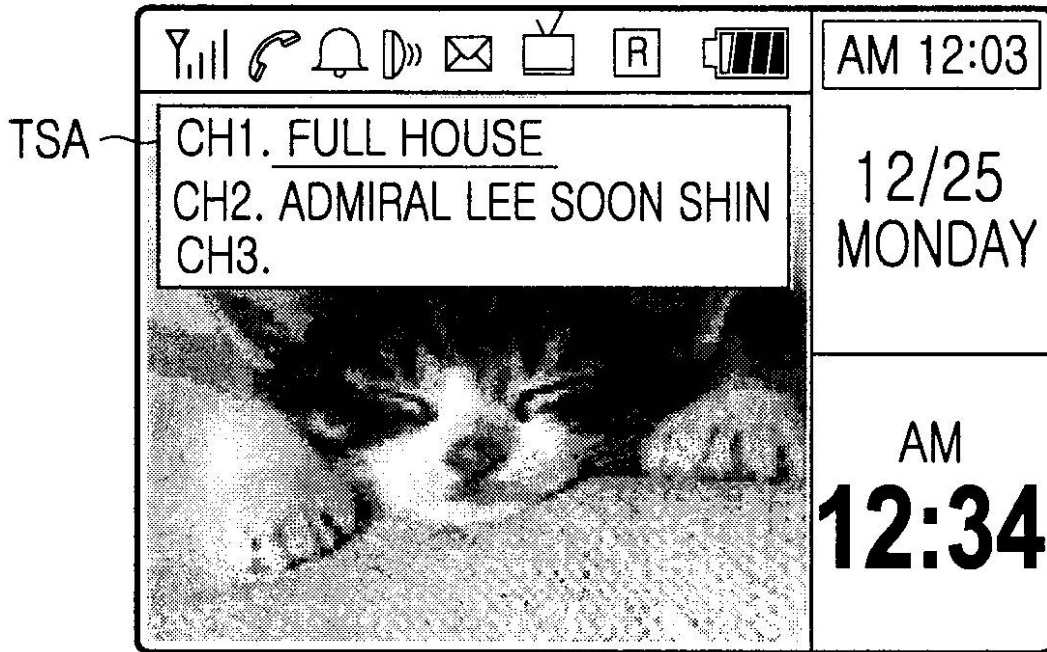 R
AM 12:03
TSA
CH1. FULL HOUSE
CH2. ADMIRAL LEE SOON SHIN
CH3.
12/25
MONDAY
AM
12:34